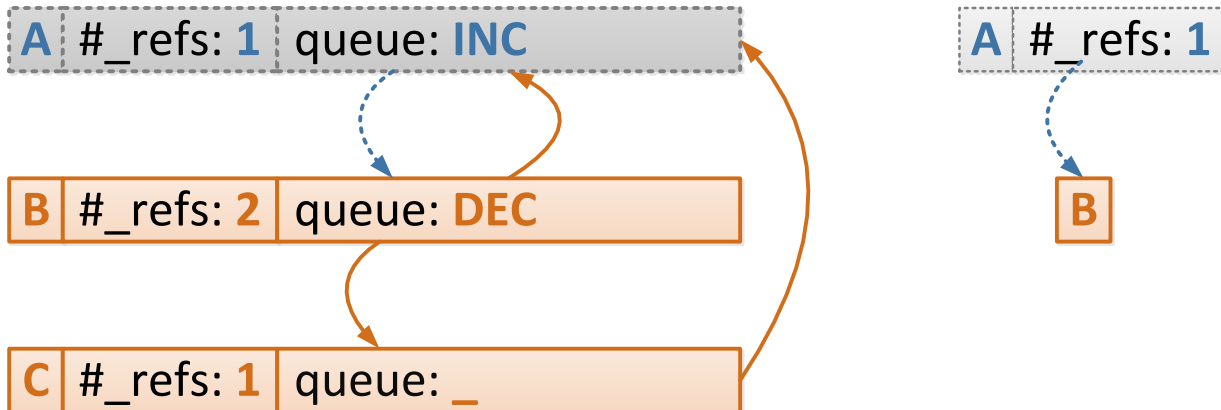 A #_refs: 1 queue: INC
A #_refs: 1
B #_refs: 2 queue: DEC
B
C #_refs: 1 queue: _